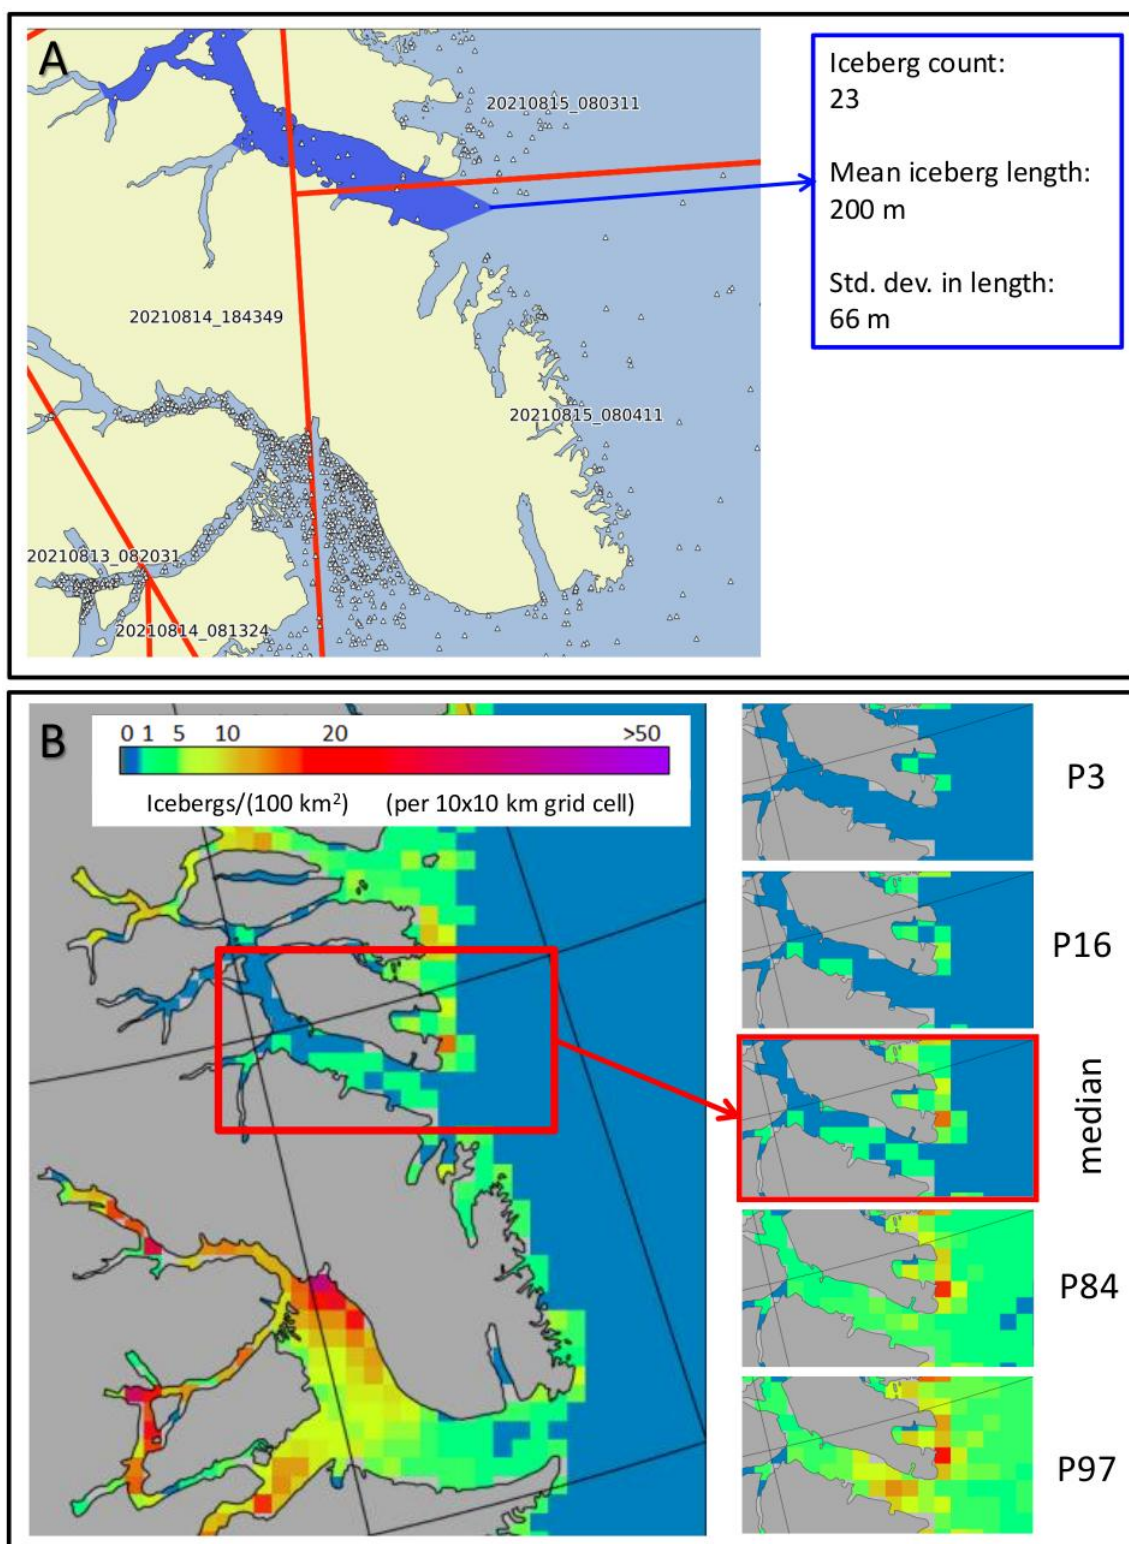 A
20210815_080311
20210814_184349
20210815_080411
20210813_082031
20210814_081324
Iceberg count:
23
Mean iceberg length:
200 m
Std. dev. in length:
66 m
B
0 1 5 10 20 >50
Icebergs/(100 km²) (per 10x10 km grid cell)
P3
P16
median
P84
P97